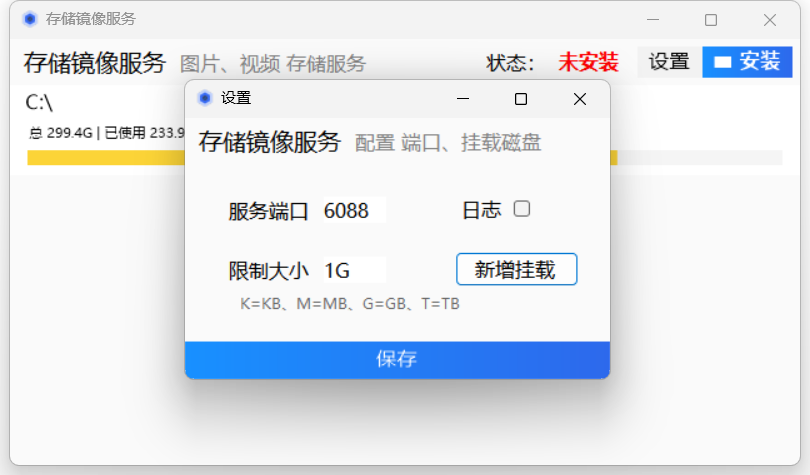 存储镜像服务
存储镜像服务 图片、视频 存储服务 状态： 未安装 设置 安装
C:\
总 299.4G | 已使用 233.9
设置
存储镜像服务 配置 端口、挂载磁盘
服务端口 6088 日志
限制大小 1G 新增挂载
K=KB、M=MB、G=GB、T=TB
保存